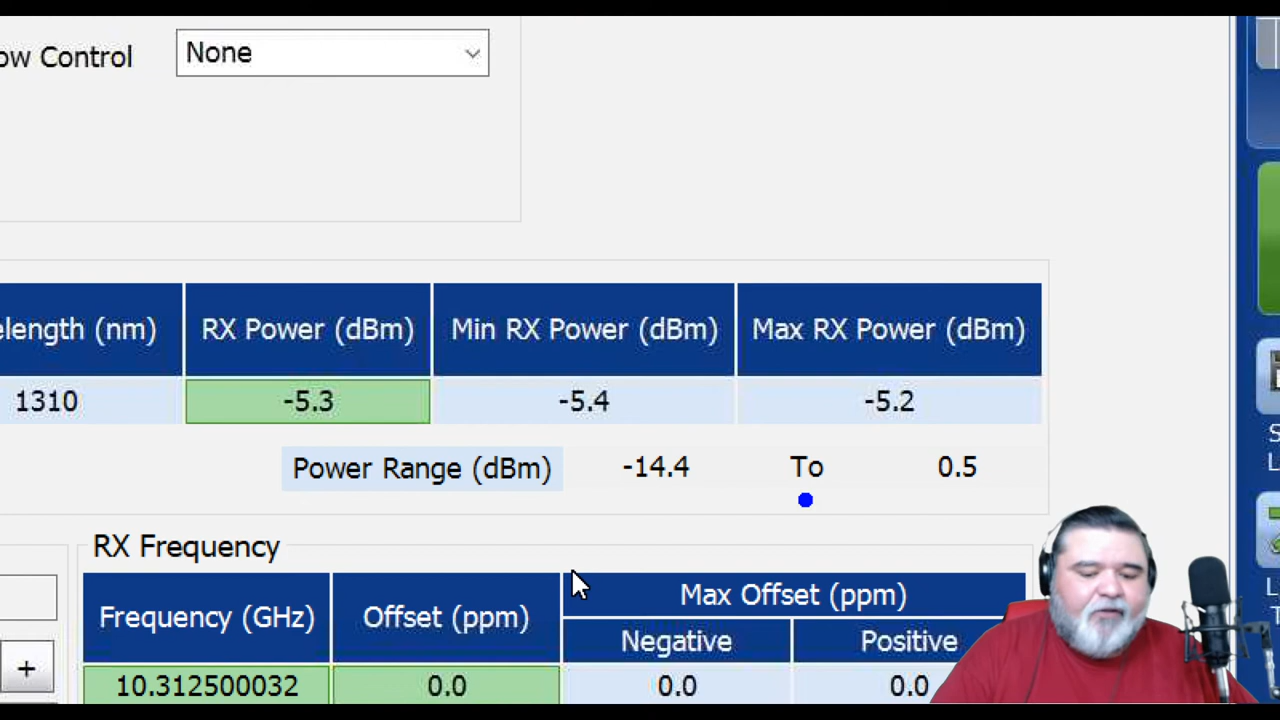 ow Control None
elength (nm) RX Power (dBm) Min RX Power (dBm) Max RX Power (dBm)
1310 -5.3 -5.4 -5.2
Power Range (dBm) -14.4 To 0.5
RX Frequency
Frequency (GHz) Offset (ppm) Max Offset (ppm)
Negative Positive
+ 10.312500032 0.0 0.0 0.0
S
L
L
T